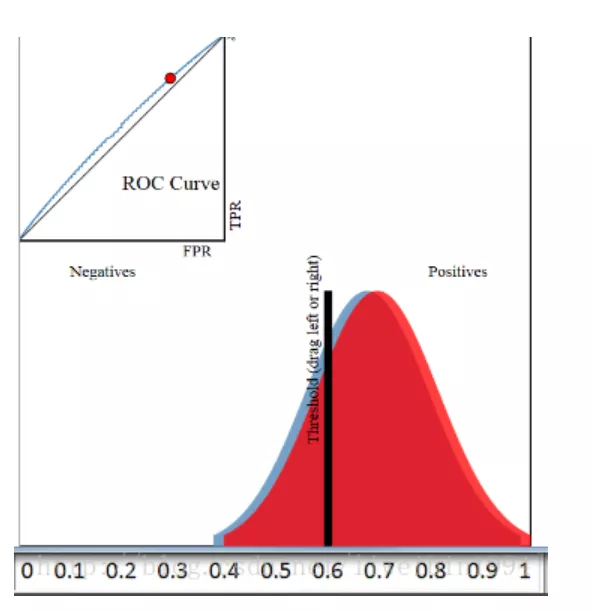 ROC Curve
TPR
FPR
Negatives
Positives
Threshold (drag left or right)
0 0.1 0.2 0.3 0.4 0.5 0.6 0.7 0.8 0.9 1